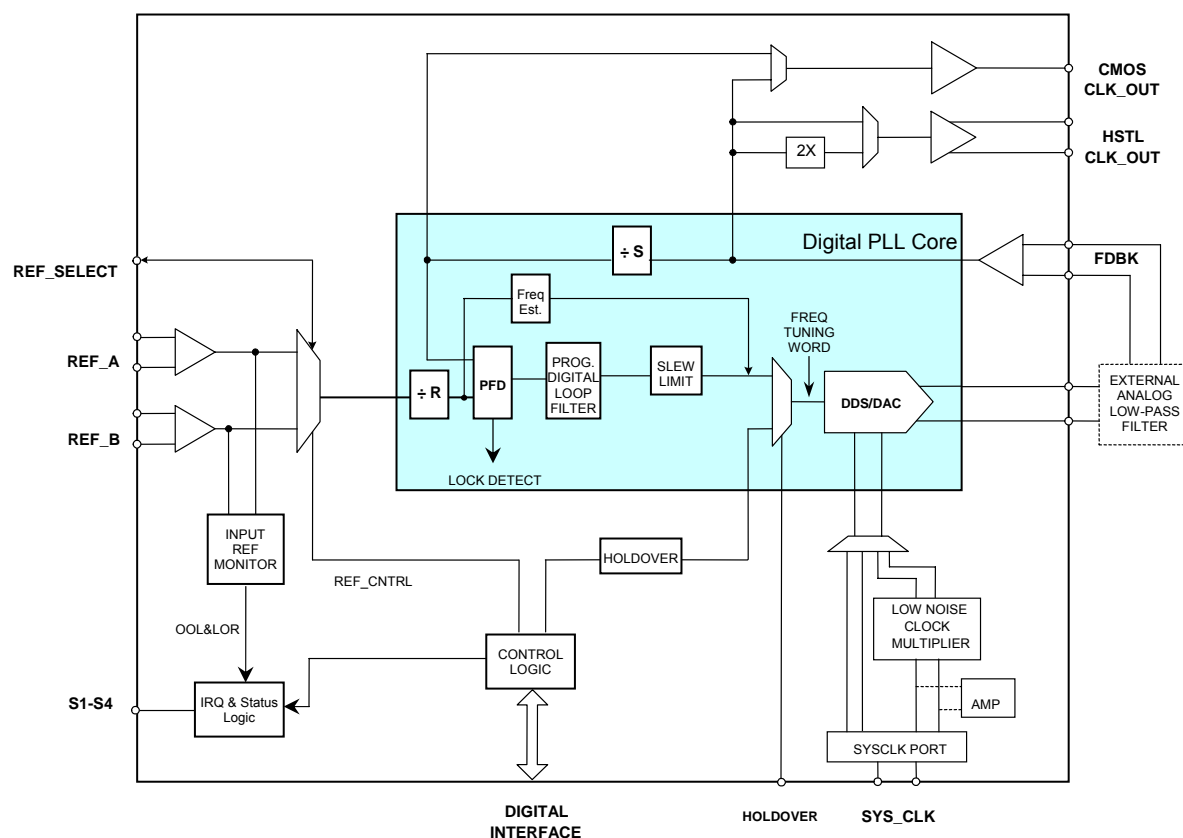 CMOS
CLK_OUT
HSTL
CLK_OUT
2X
Digital PLL Core
÷ S
FDBK
REF_SELECT
Freq
Est.
FREQ
TUNING
WORD
REF_A
÷ R
PFD
PROG.
DIGITAL
LOOP
FILTER
SLEW
LIMIT
DDS/DAC
EXTERNAL
ANALOG
LOW-PASS
FILTER
REF_B
LOCK DETECT
INPUT
REF
MONITOR
REF_CNTRL
HOLDOVER
LOW NOISE
CLOCK
MULTIPLIER
OOL&LOR
CONTROL
LOGIC
S1-S4
IRQ & Status
Logic
AMP
SYSCLK PORT
DIGITAL
INTERFACE
HOLDOVER
SYS_CLK